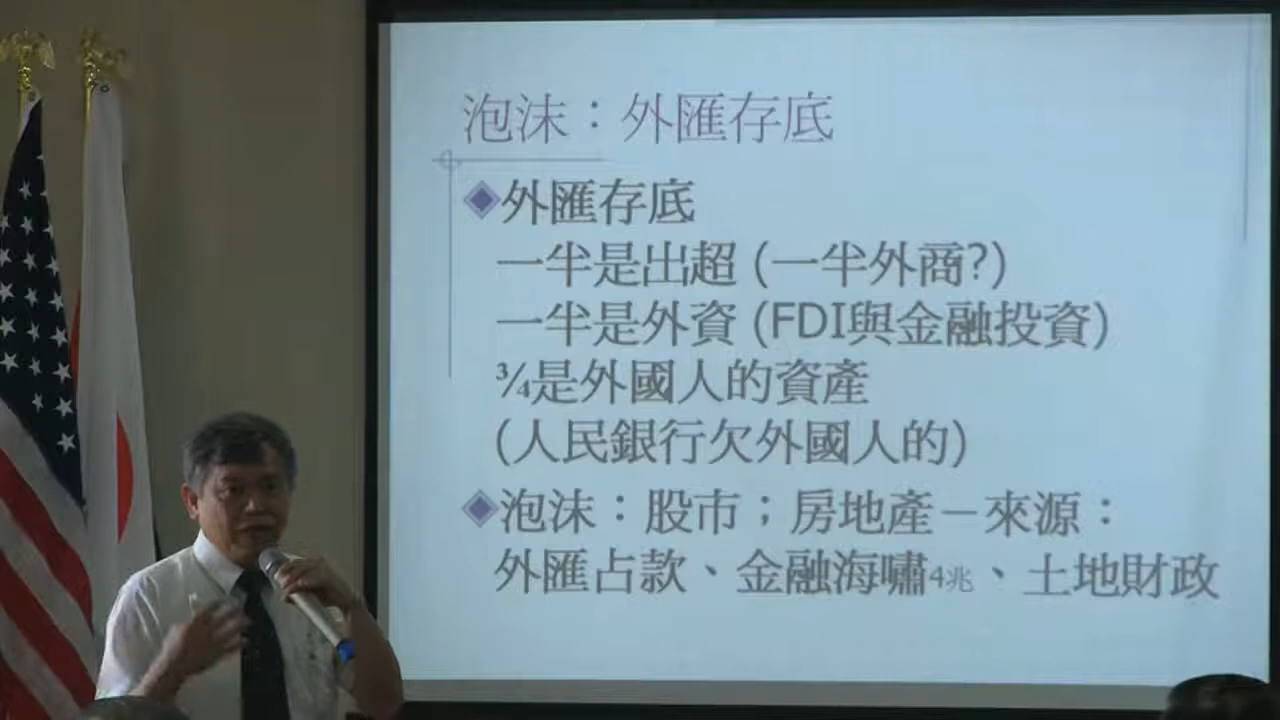 泡沫：外匯存底
外匯存底
一半是出超 (一半外商?)
一半是外資 (FDI與金融投資)
¾是外國人的資產
(人民銀行欠外國人的)
泡沫：股市；房地產－來源：
外匯占款、金融海嘯4兆、土地財政